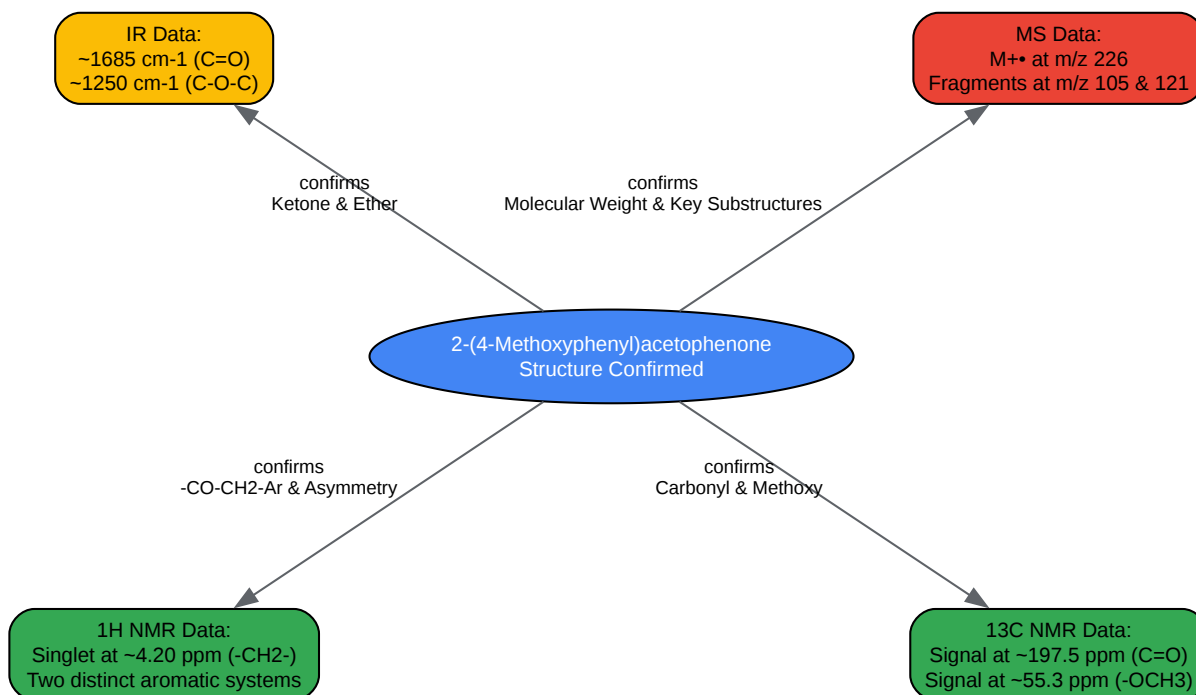 IR Data:
~1685 cm-1 (C=O)
~1250 cm-1 (C-O-C)
MS Data:
M+• at m/z 226
Fragments at m/z 105 & 121
confirms
Ketone & Ether
confirms
Molecular Weight & Key Substructures
2-(4-Methoxyphenyl)acetophenone
Structure Confirmed
confirms
-CO-CH2-Ar & Asymmetry
confirms
Carbonyl & Methoxy
1H NMR Data:
Singlet at ~4.20 ppm (-CH2-)
Two distinct aromatic systems
13C NMR Data:
Signal at ~197.5 ppm (C=O)
Signal at ~55.3 ppm (-OCH3)